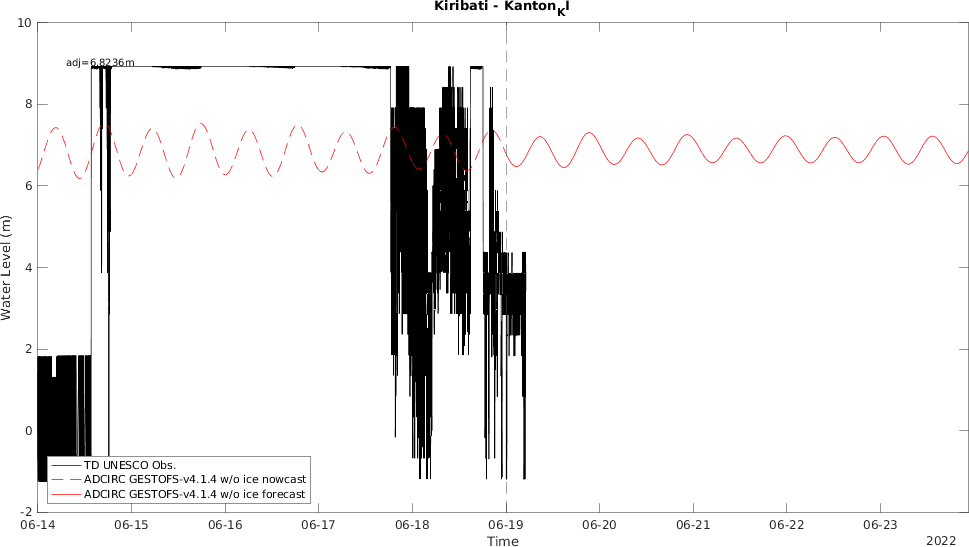 Kiribati - Kanton_KI
10
adj=6.8236m
8
6
4
2
0
-2
Water Level (m)
TD UNESCO Obs.
ADCIRC GESTOFS-v4.1.4 w/o ice nowcast
ADCIRC GESTOFS-v4.1.4 w/o ice forecast
06-14 06-15 06-16 06-17 06-18 06-19 06-20 06-21 06-22 06-23
Time
2022